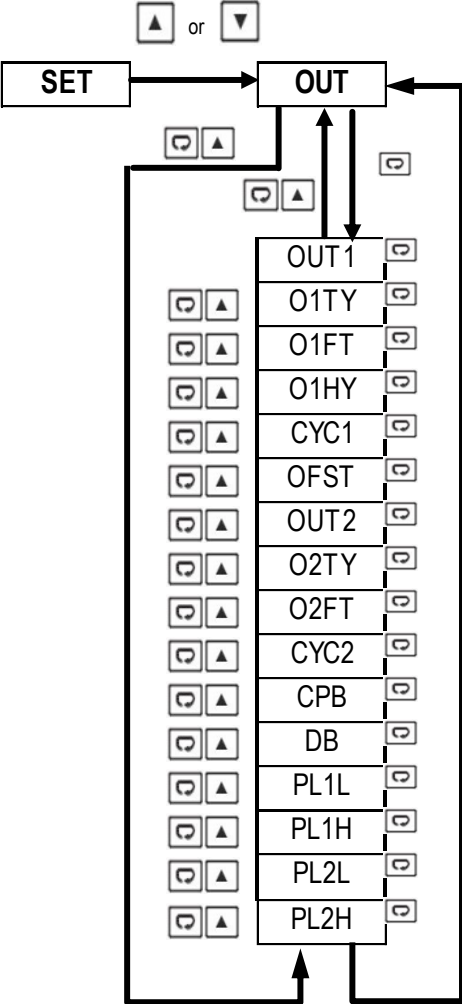 or
SET
OUT
OUT1
O1TY
O1FT
O1HY
CYC1
OFST
OUT2
O2TY
O2FT
CYC2
CPB
DB
PL1L
PL1H
PL2L
PL2H